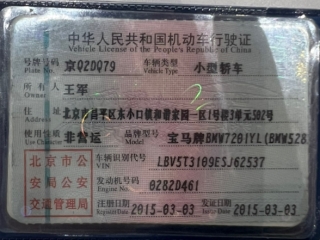 中华人民共和国机动车行驶证
Vehicle License of the People's Republic of China
号牌号码 京Q2DQ79 车辆类型 小型轿车
Plate No. Vehicle Type
所有人 王军
Owner
住址 北京市昌平区东小口镇和谐家园一区1号楼3单元502号
Address
使用性质 非营运 品牌型号 宝马牌BMW7201YL(BMW528
Use Character Model
北京市公 车辆识别代号 LBV5T3109ESJ62537
VIN
安局公安 发动机号码 0282D461
Engine No.
交通管理局 注册日期 2015-03-03 发证日期 2015-03-03
Register Date Issue Date